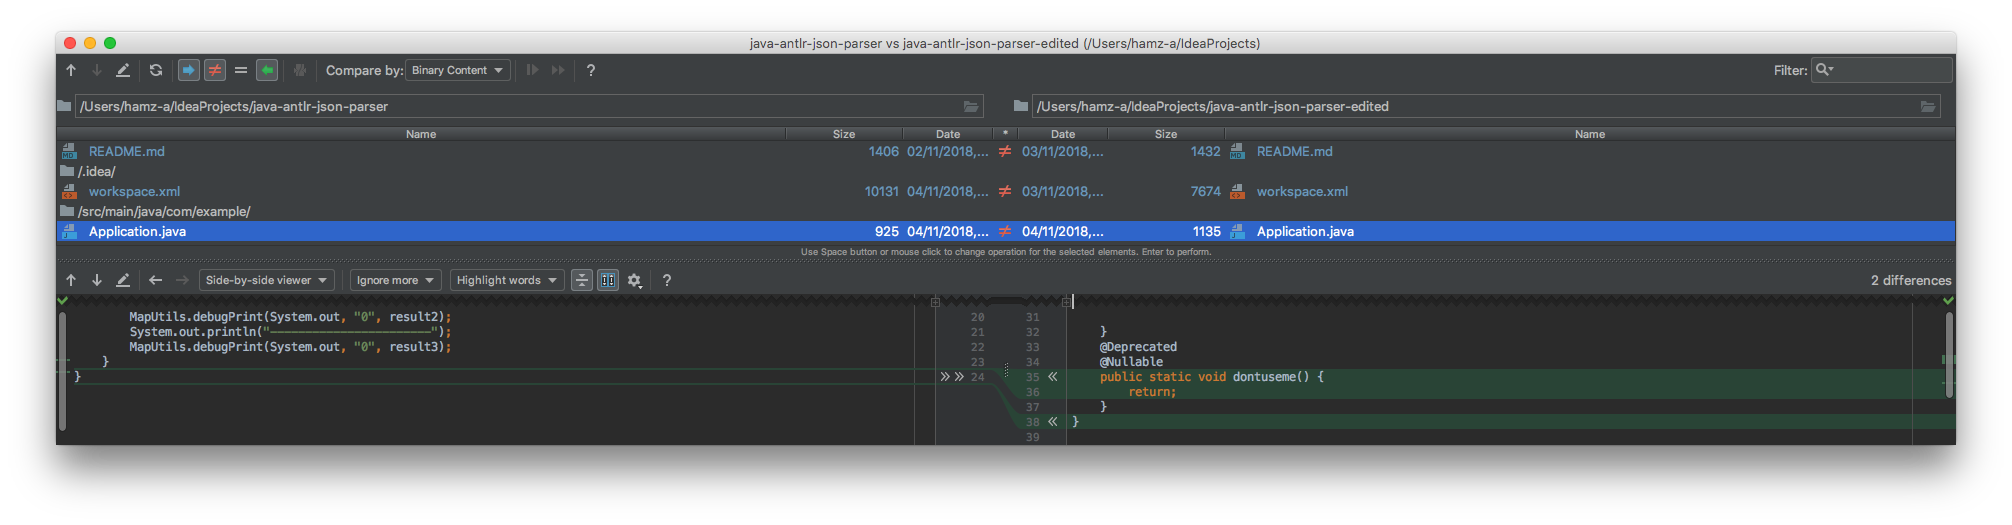 java-antlr-json-parser vs java-antlr-json-parser-edited (/Users/hamz-a/IdeaProjects)
Compare by: Binary Content ? Filter:
/Users/hamz-a/IdeaProjects/java-antlr-json-parser /Users/hamz-a/IdeaProjects/java-antlr-json-parser-edited
Name Size Date * Date Size Name
README.md 1406 02/11/2018,... ≠ 03/11/2018,... 1432 README.md
/.idea/
workspace.xml 10131 04/11/2018,... ≠ 03/11/2018,... 7674 workspace.xml
/src/main/java/com/example/
Application.java 925 04/11/2018,... ≠ 04/11/2018,... 1135 Application.java
Use Space button or mouse click to change operation for the selected elements. Enter to perform.
Side-by-side viewer Ignore more Highlight words ? 2 differences
MapUtils.debugPrint(System.out, "0", result2); 20 31
System.out.println("-----------------------"); 21 32 }
MapUtils.debugPrint(System.out, "0", result3); 22 33 @Deprecated
} 23 34 @Nullable
} 24 35 public static void dontuseme() {
36 return;
37 }
38 }
39